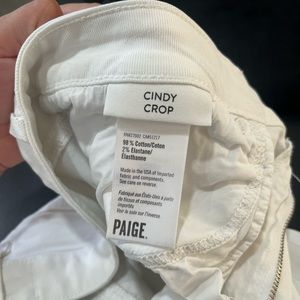 CINDY
CROP
98 % Cotton/Coton
2% Elastane/
Élasthanne
Made in the USA of Imported
Fabric and components.
See care on reverse.
Fabriqué aux États-Unis à partir
de tissus et composants
importés.
Voir le soin sur l'inverse.
PAIGE.